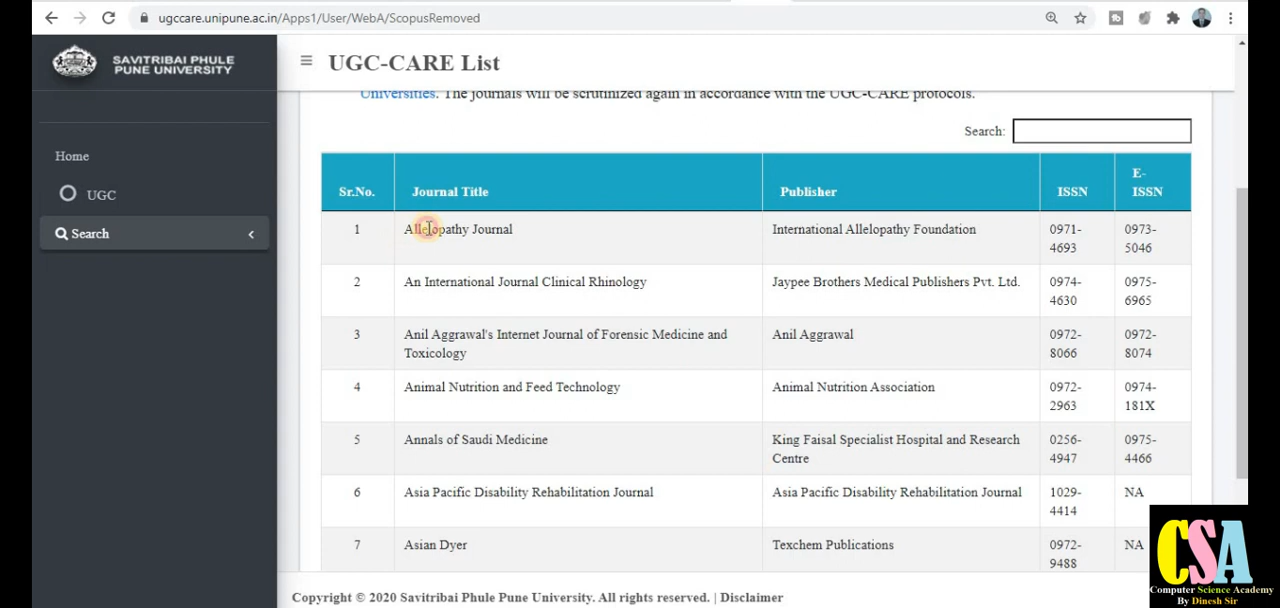 ugccare.unipune.ac.in/Apps1/User/WebA/ScopusRemoved
SAVITRIBAI PHULE
PUNE UNIVERSITY
UGC-CARE List
Universities. The journals will be scrutinized again in accordance with the UGC-CARE protocols.
Home
UGC
Search
Search:
Sr.No. Journal Title Publisher ISSN E-
ISSN
1 Allelopathy Journal International Allelopathy Foundation 0971- 0973-
4693 5046
2 An International Journal Clinical Rhinology Jaypee Brothers Medical Publishers Pvt. Ltd. 0974- 0975-
4630 6965
3 Anil Aggrawal's Internet Journal of Forensic Medicine and Anil Aggrawal 0972- 0972-
Toxicology 8066 8074
4 Animal Nutrition and Feed Technology Animal Nutrition Association 0972- 0974-
2963 181X
5 Annals of Saudi Medicine King Faisal Specialist Hospital and Research 0256- 0975-
Centre 4947 4466
6 Asia Pacific Disability Rehabilitation Journal Asia Pacific Disability Rehabilitation Journal 1029- NA
4414
7 Asian Dyer Texchem Publications 0972- NA
9488
Copyright © 2020 Savitribai Phule Pune University. All rights reserved. | Disclaimer
CSA
Computer Science Academy
By Dinesh Sir